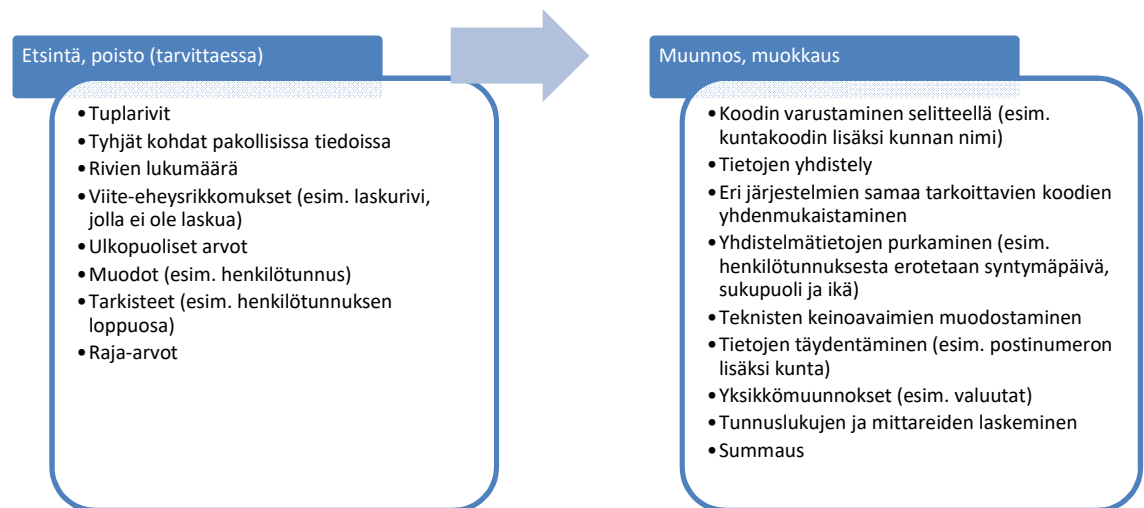 Etsintä, poisto (tarvittaessa)
•Tuplarivit
•Tyhjät kohdat pakollisissa tiedoissa
•Rivien lukumäärä
•Viite-eheysrikkomukset (esim. laskurivi,
jolla ei ole laskua)
•Ulkopuoliset arvot
•Muodot (esim. henkilötunnus)
•Tarkisteet (esim. henkilötunnuksen
loppuosa)
•Raja-arvot
Muunnos, muokkaus
•Koodin varustaminen selitteellä (esim.
kuntakoodin lisäksi kunnan nimi)
•Tietojen yhdistely
•Eri järjestelmien samaa tarkoittavien koodien
yhdenmukaistaminen
•Yhdistelmätietojen purkaminen (esim.
henkilötunnuksesta erotetaan syntymäpäivä,
sukupuoli ja ikä)
•Teknisten keinoavaimien muodostaminen
•Tietojen täydentäminen (esim. postinumeron
lisäksi kunta)
•Yksikkömuunnokset (esim. valuutat)
•Tunnuslukujen ja mittareiden laskeminen
•Summaus